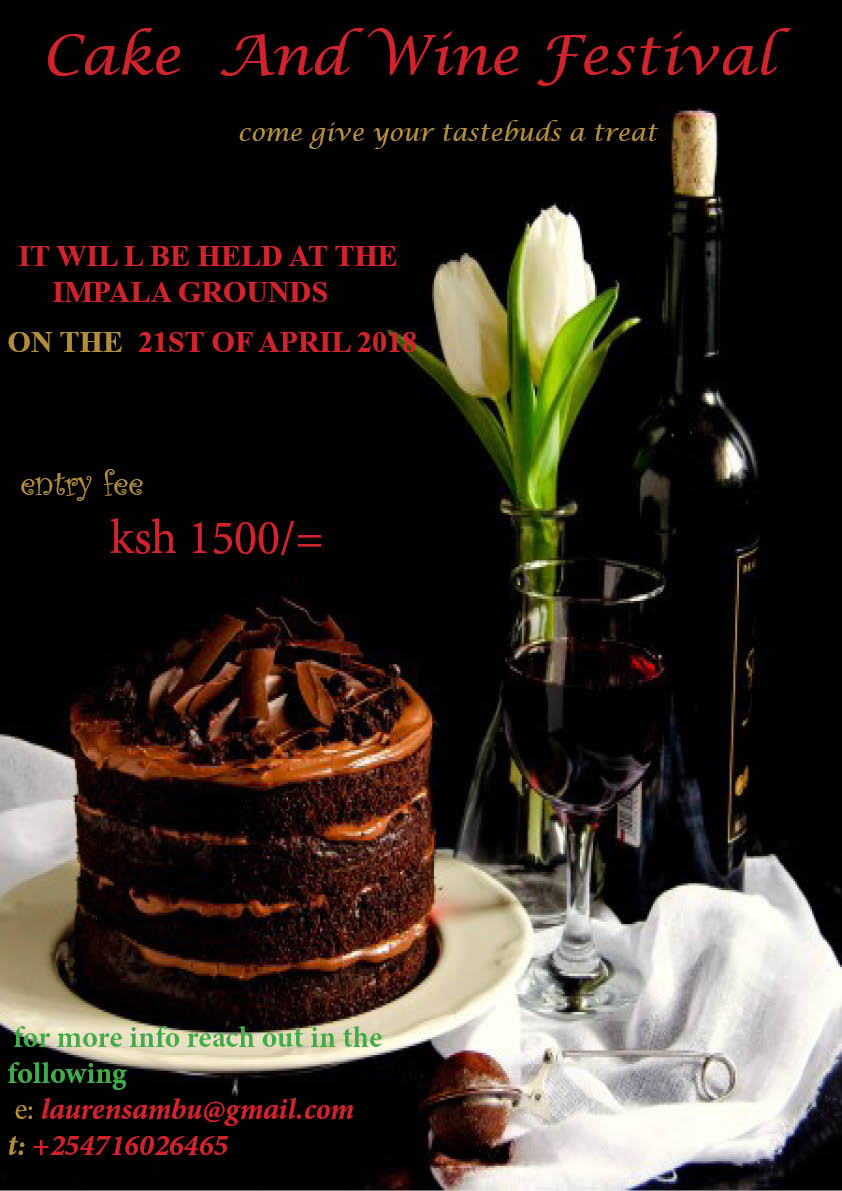 Cake And Wine Festival
come give your tastebuds a treat
IT WIL L BE HELD AT THE
IMPALA GROUNDS
ON THE 21ST OF APRIL 2018
entry fee
ksh 1500/=
for more info reach out in the
following
e: laurensambu@gmail.com
t: +254716026465